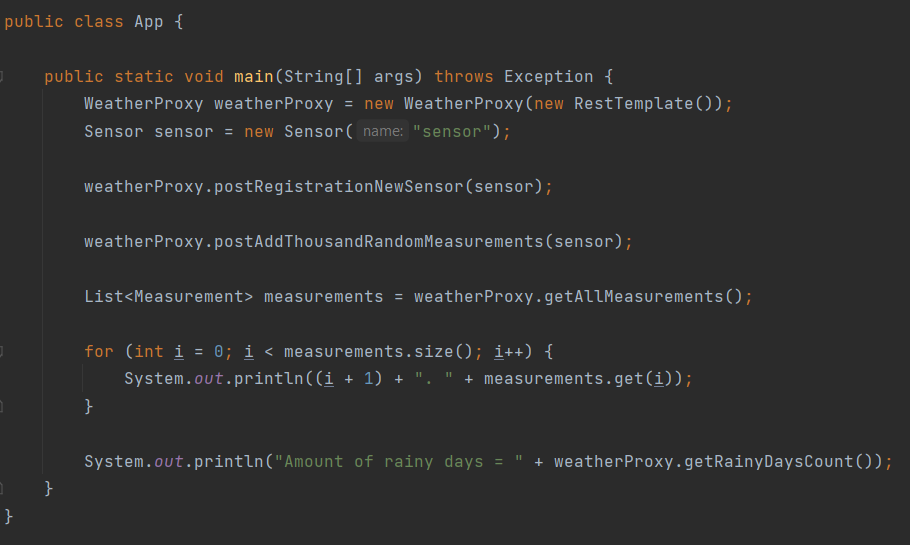 public class App {
public static void main(String[] args) throws Exception {
WeatherProxy weatherProxy = new WeatherProxy(new RestTemplate());
Sensor sensor = new Sensor( name: "sensor");
weatherProxy.postRegistrationNewSensor(sensor);
weatherProxy.postAddThousandRandomMeasurements(sensor);
List<Measurement> measurements = weatherProxy.getAllMeasurements();
for (int i = 0; i < measurements.size(); i++) {
System.out.println((i + 1) + ". " + measurements.get(i));
}
System.out.println("Amount of rainy days = " + weatherProxy.getRainyDaysCount());
}
}